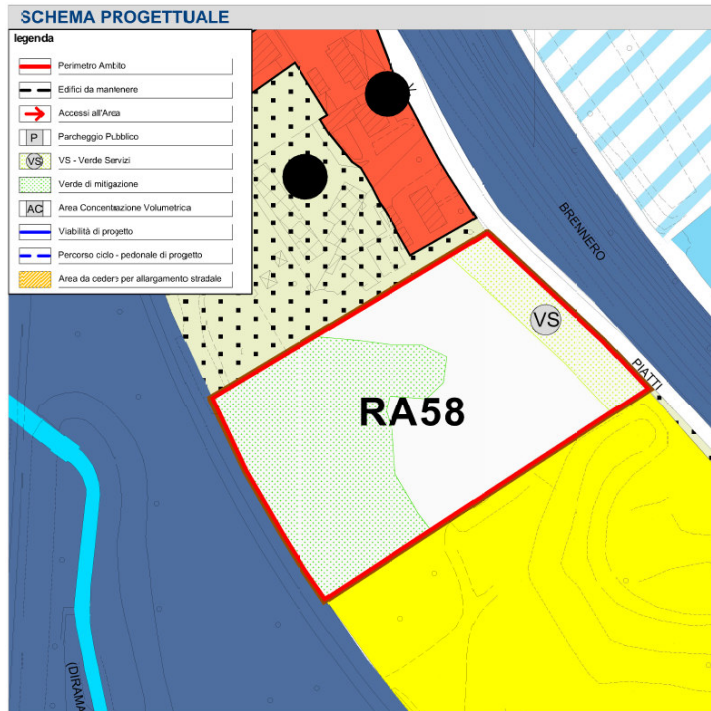 SCHEMA PROGETTUALE
legenda
Perimetro Ambito
Edifici da mantenere
Accessi all'Area
P Parcheggio Pubblico
VS VS - Verde Servizi
Verde di mitigazione
AC Area Concentrazione Volumetrica
Viabilità di progetto
Percorso ciclo - pedonale di progetto
Area da cedere per allargamento stradale
BRENNERO
VS
PIATTI
RA58
(DIRAMA